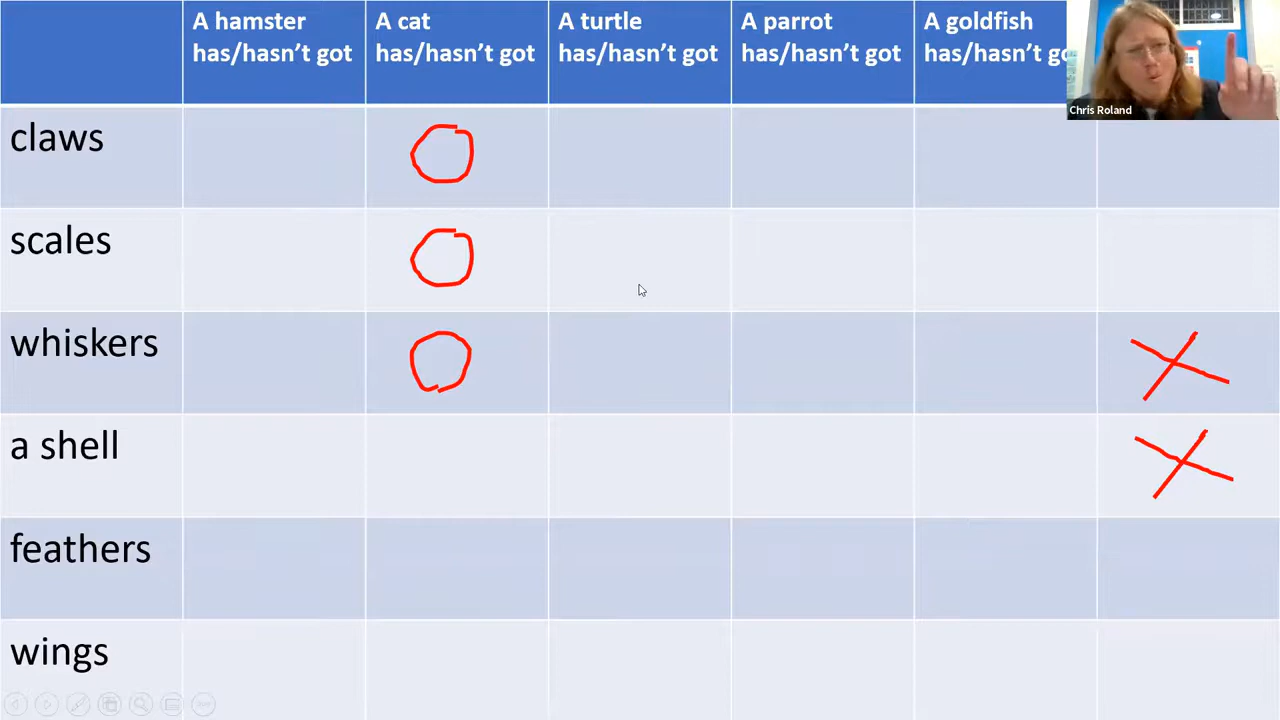 A hamster
has/hasn't got
A cat
has/hasn't got
A turtle
has/hasn't got
A parrot
has/hasn't got
A goldfish
has/hasn't
Chris Roland
claws
scales
whiskers
a shell
feathers
wings